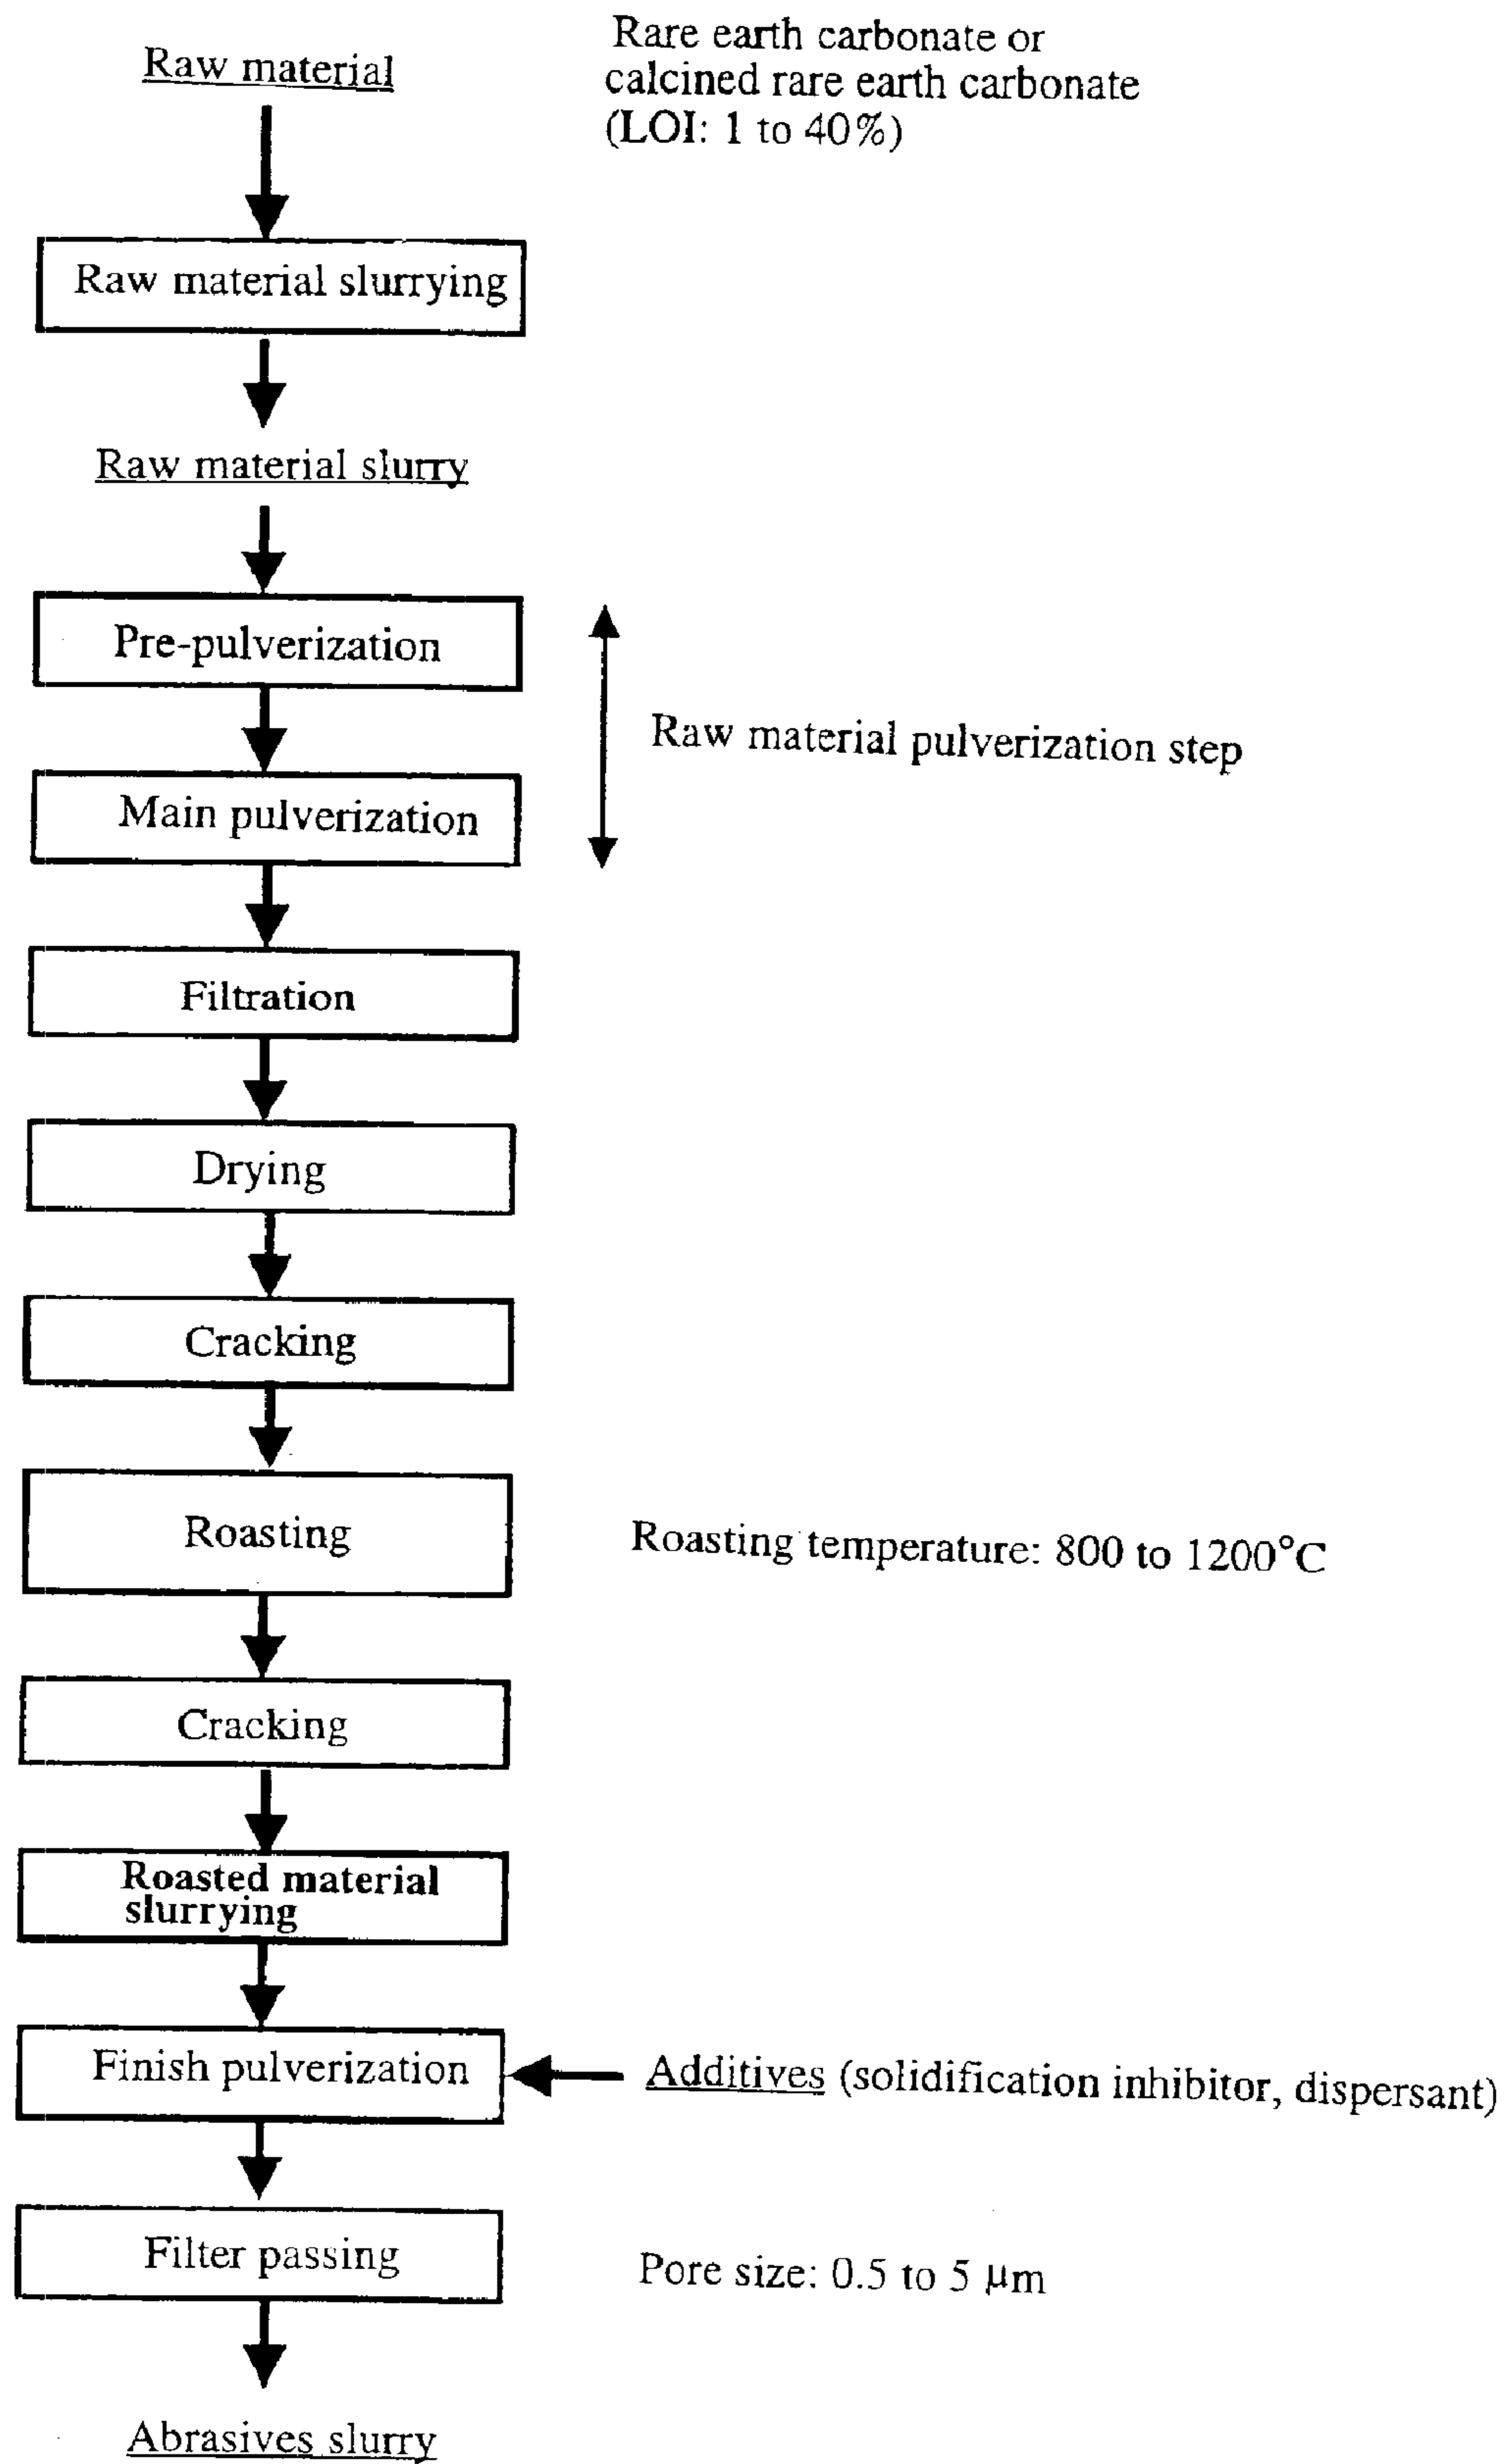 Raw material
Rare earth carbonate or
calcined rare earth carbonate
(LOI: 1 to 40%)
Raw material slurrying
Raw material slurry
Pre-pulverization
Raw material pulverization step
Main pulverization
Filtration
Drying
Cracking
Roasting
Roasting temperature: 800 to 1200°C
Cracking
Roasted material
slurrying
Finish pulverization
Additives (solidification inhibitor, dispersant)
Filter passing
Pore size: 0.5 to 5 μm
Abrasives slurry